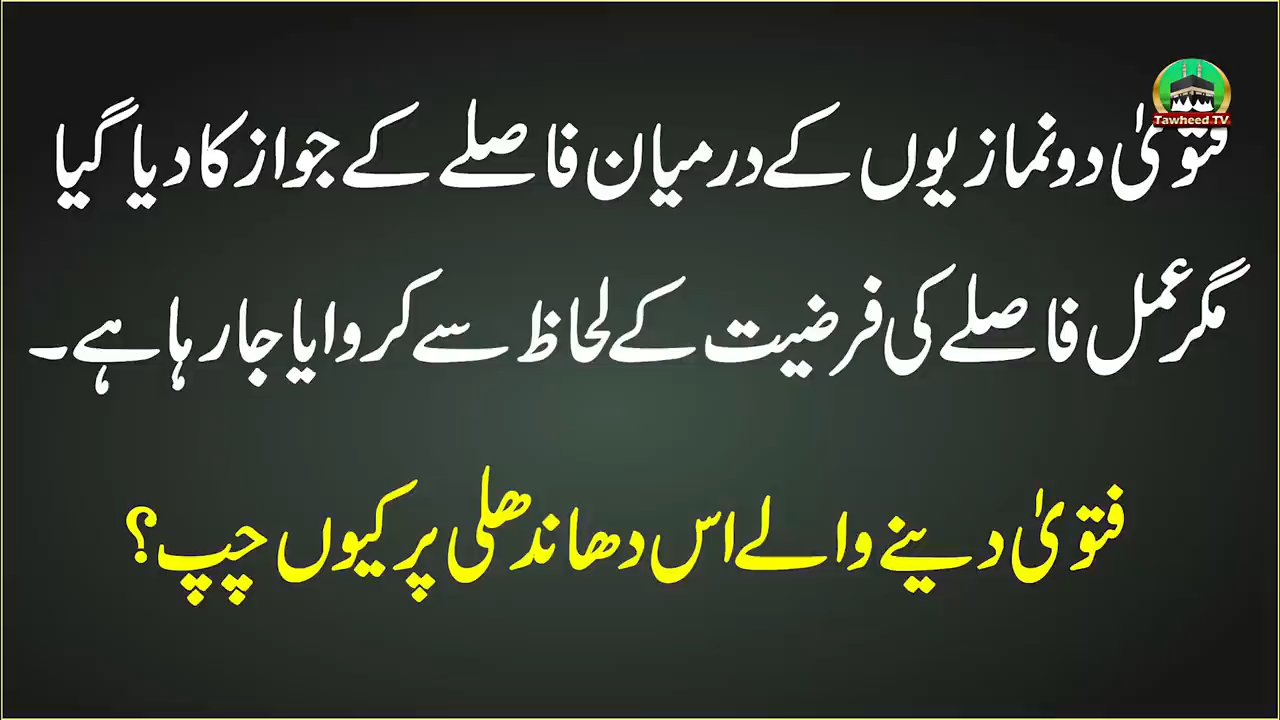 Tawheed TV
فتویٰ دو نمازیوں کے درمیان فاصلے کے جواز کا دیا گیا
مگر عمل فاصلے کی فرضیت کے لحاظ سے کروایا جا رہا ہے۔
فتویٰ دینے والے اس دھاندھلی پر کیوں چپ؟